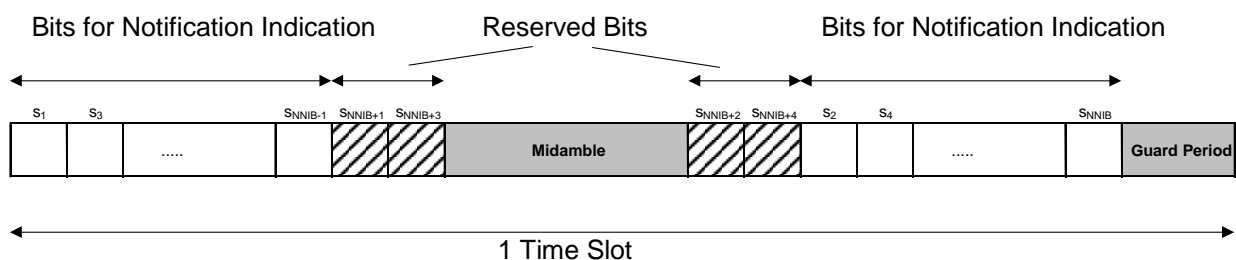 Bits for Notification Indication Reserved Bits Bits for Notification Indication
s1 s3 sNNIB-1 sNNIB+1 sNNIB+3 sNNIB+2 sNNIB+4 s2 s4 sNNIB
..... Midamble ..... Guard Period
1 Time Slot